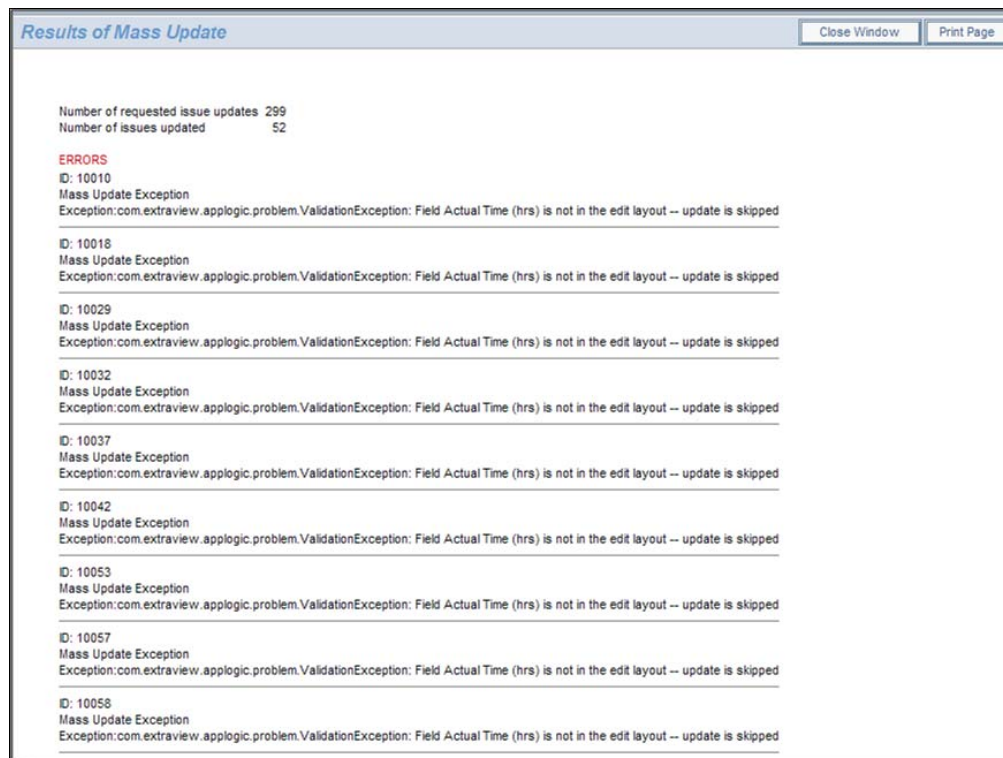 Results of Mass Update
Close Window
Print Page
Number of requested issue updates 299
Number of issues updated 52
ERRORS
ID: 10010
Mass Update Exception
Exception:com.extraview.applogic.problem.ValidationException: Field Actual Time (hrs) is not in the edit layout -- update is skipped
ID: 10018
Mass Update Exception
Exception:com.extraview.applogic.problem.ValidationException: Field Actual Time (hrs) is not in the edit layout -- update is skipped
ID: 10029
Mass Update Exception
Exception:com.extraview.applogic.problem.ValidationException: Field Actual Time (hrs) is not in the edit layout -- update is skipped
ID: 10032
Mass Update Exception
Exception:com.extraview.applogic.problem.ValidationException: Field Actual Time (hrs) is not in the edit layout -- update is skipped
ID: 10037
Mass Update Exception
Exception:com.extraview.applogic.problem.ValidationException: Field Actual Time (hrs) is not in the edit layout -- update is skipped
ID: 10042
Mass Update Exception
Exception:com.extraview.applogic.problem.ValidationException: Field Actual Time (hrs) is not in the edit layout -- update is skipped
ID: 10053
Mass Update Exception
Exception:com.extraview.applogic.problem.ValidationException: Field Actual Time (hrs) is not in the edit layout -- update is skipped
ID: 10057
Mass Update Exception
Exception:com.extraview.applogic.problem.ValidationException: Field Actual Time (hrs) is not in the edit layout -- update is skipped
ID: 10058
Mass Update Exception
Exception:com.extraview.applogic.problem.ValidationException: Field Actual Time (hrs) is not in the edit layout -- update is skipped